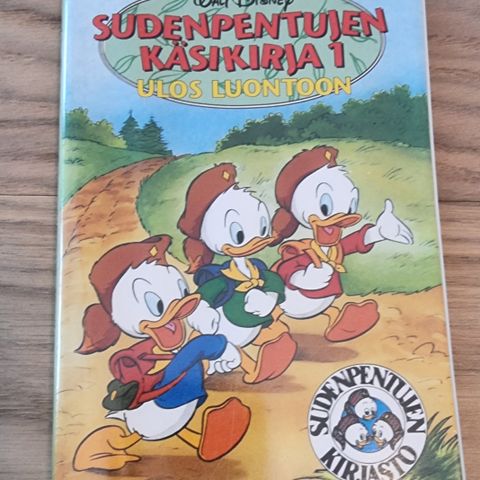 Walt Disney
SUDENPENTUJEN
KÄSIKIRJA 1
ULOS LUONTOON
SUDENPENTUJEN
KIRJASTO